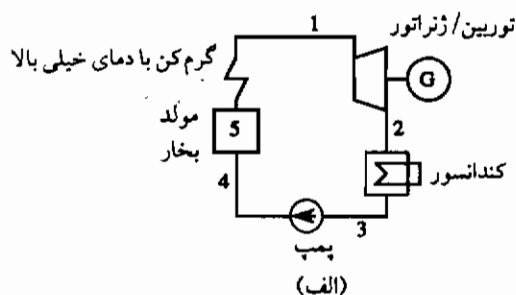 1
توربین/ ژنراتور
گرم کن با دمای خیلی بالا
G
مولد
بخار
5
2
کندانسور
4
3
پمپ
(الف)